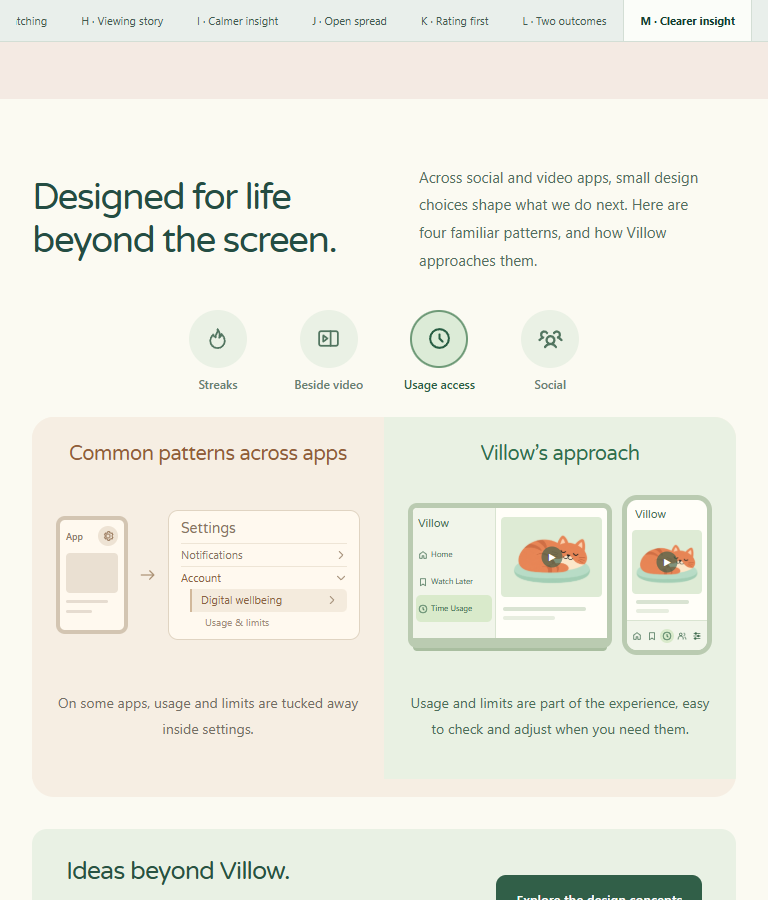 tching
H · Viewing story
I · Calmer insight
J · Open spread
K · Rating first
L · Two outcomes
M · Clearer insight
Designed for life
beyond the screen.
Across social and video apps, small design
choices shape what we do next. Here are
four familiar patterns, and how Villow
approaches them.
Streaks
Beside video
Usage access
Social
Common patterns across apps
App
Settings
Notifications
Account
Digital wellbeing
Usage & limits
On some apps, usage and limits are tucked away
inside settings.
Villow’s approach
Villow
Home
Watch Later
Time Usage
Villow
Usage and limits are part of the experience, easy
to check and adjust when you need them.
Ideas beyond Villow.
Explore the design concepts